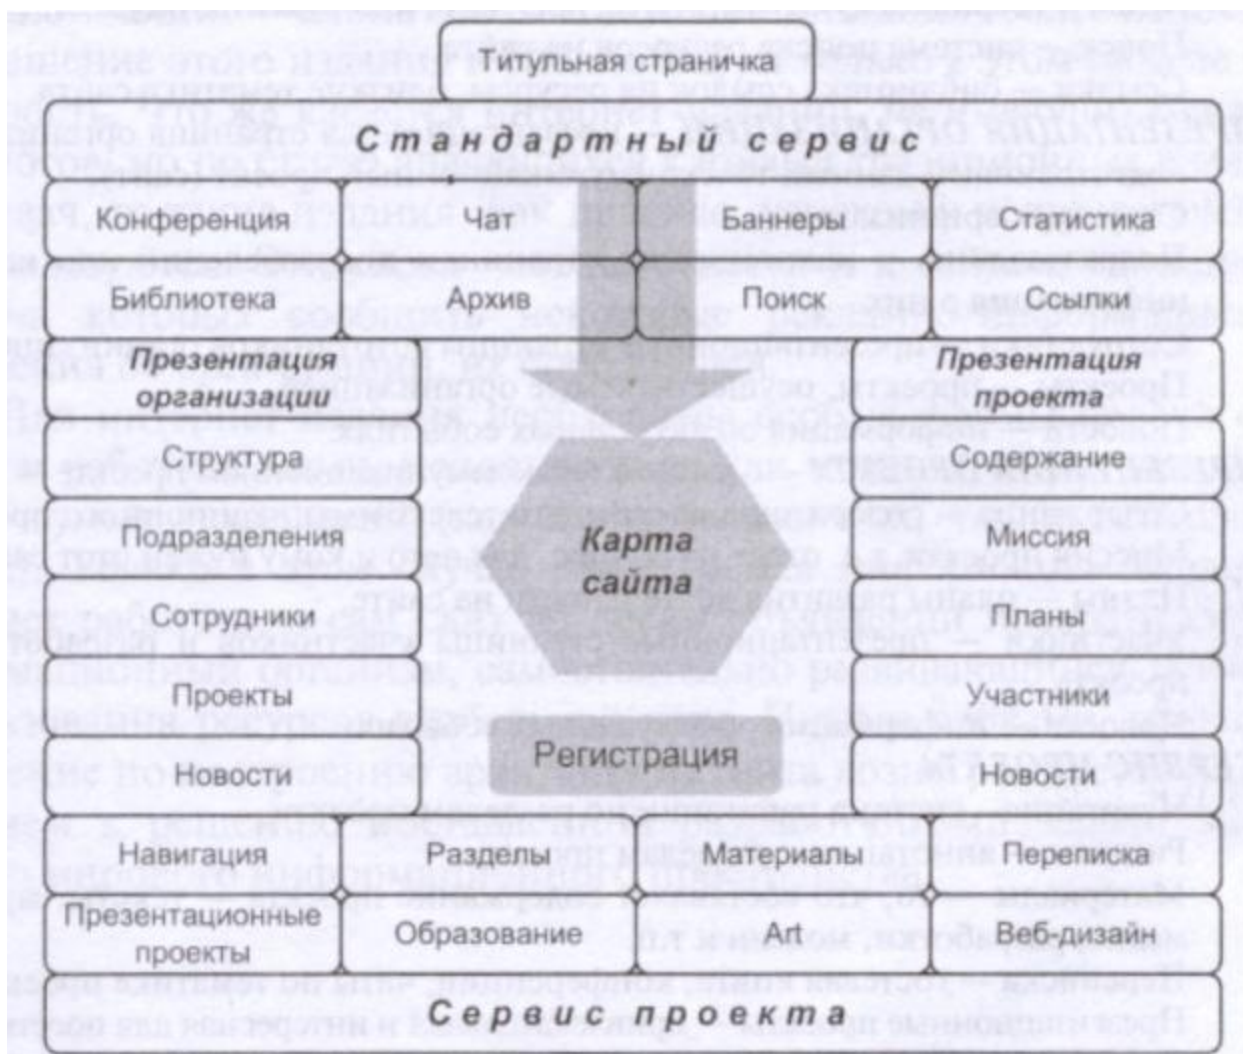 Титульная страничка
Стандартный сервис
Конференция
Чат
Баннеры
Статистика
Библиотека
Архив
Поиск
Ссылки
Презентация
организации
Структура
Подразделения
Сотрудники
Проекты
Новости
Карта
сайта
Регистрация
Презентация
проекта
Содержание
Миссия
Планы
Участники
Новости
Навигация
Разделы
Материалы
Переписка
Презентационные
проекты
Образование
Art
Веб-дизайн
Сервис проекта